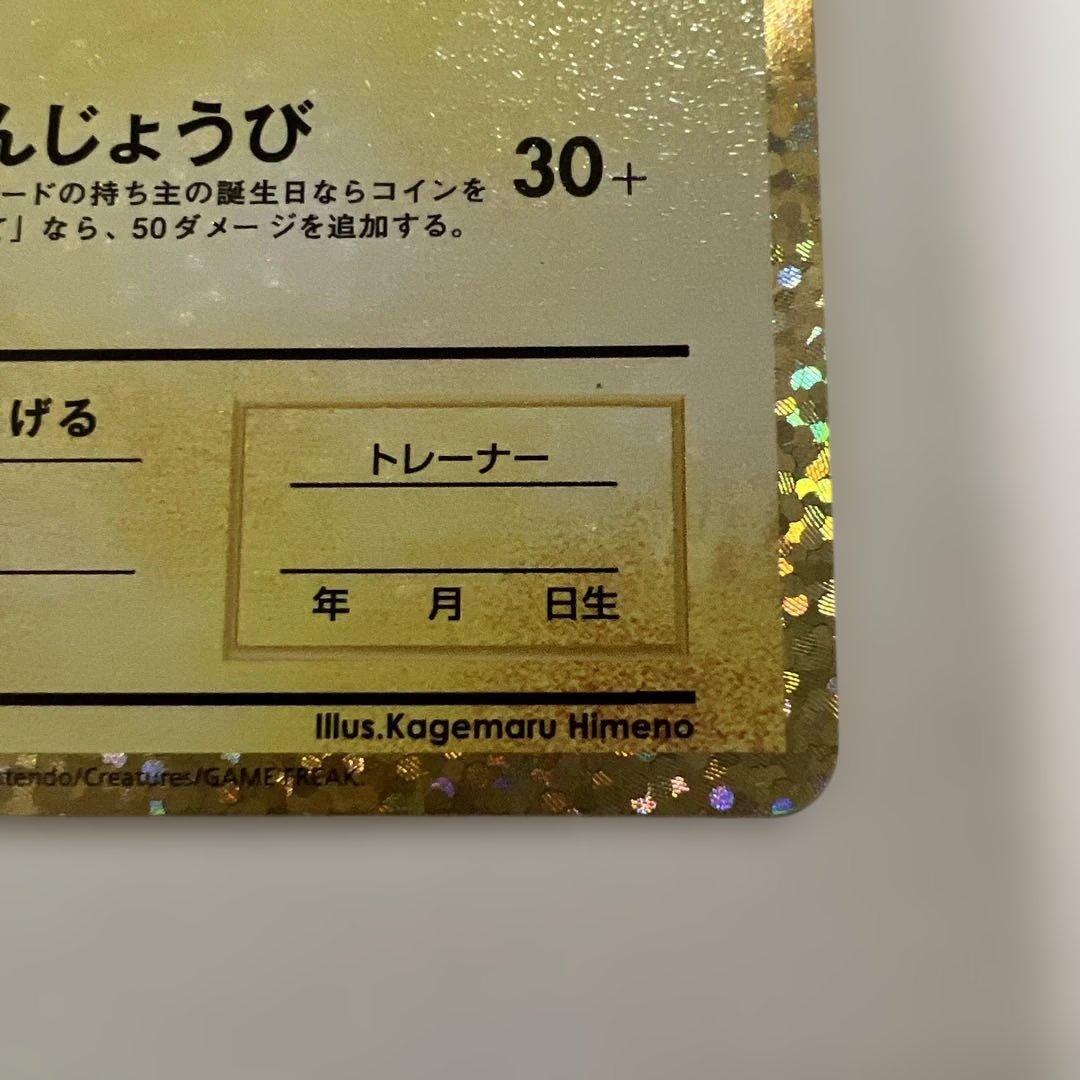 んじょうび
30+
ードの持ち主の誕生日ならコインを
」なら、50ダメージを追加する。
げる
トレーナー
年 月 日生
Illus.Kagemaru Himeno
ntendo/Creatures/GAME FREAK.